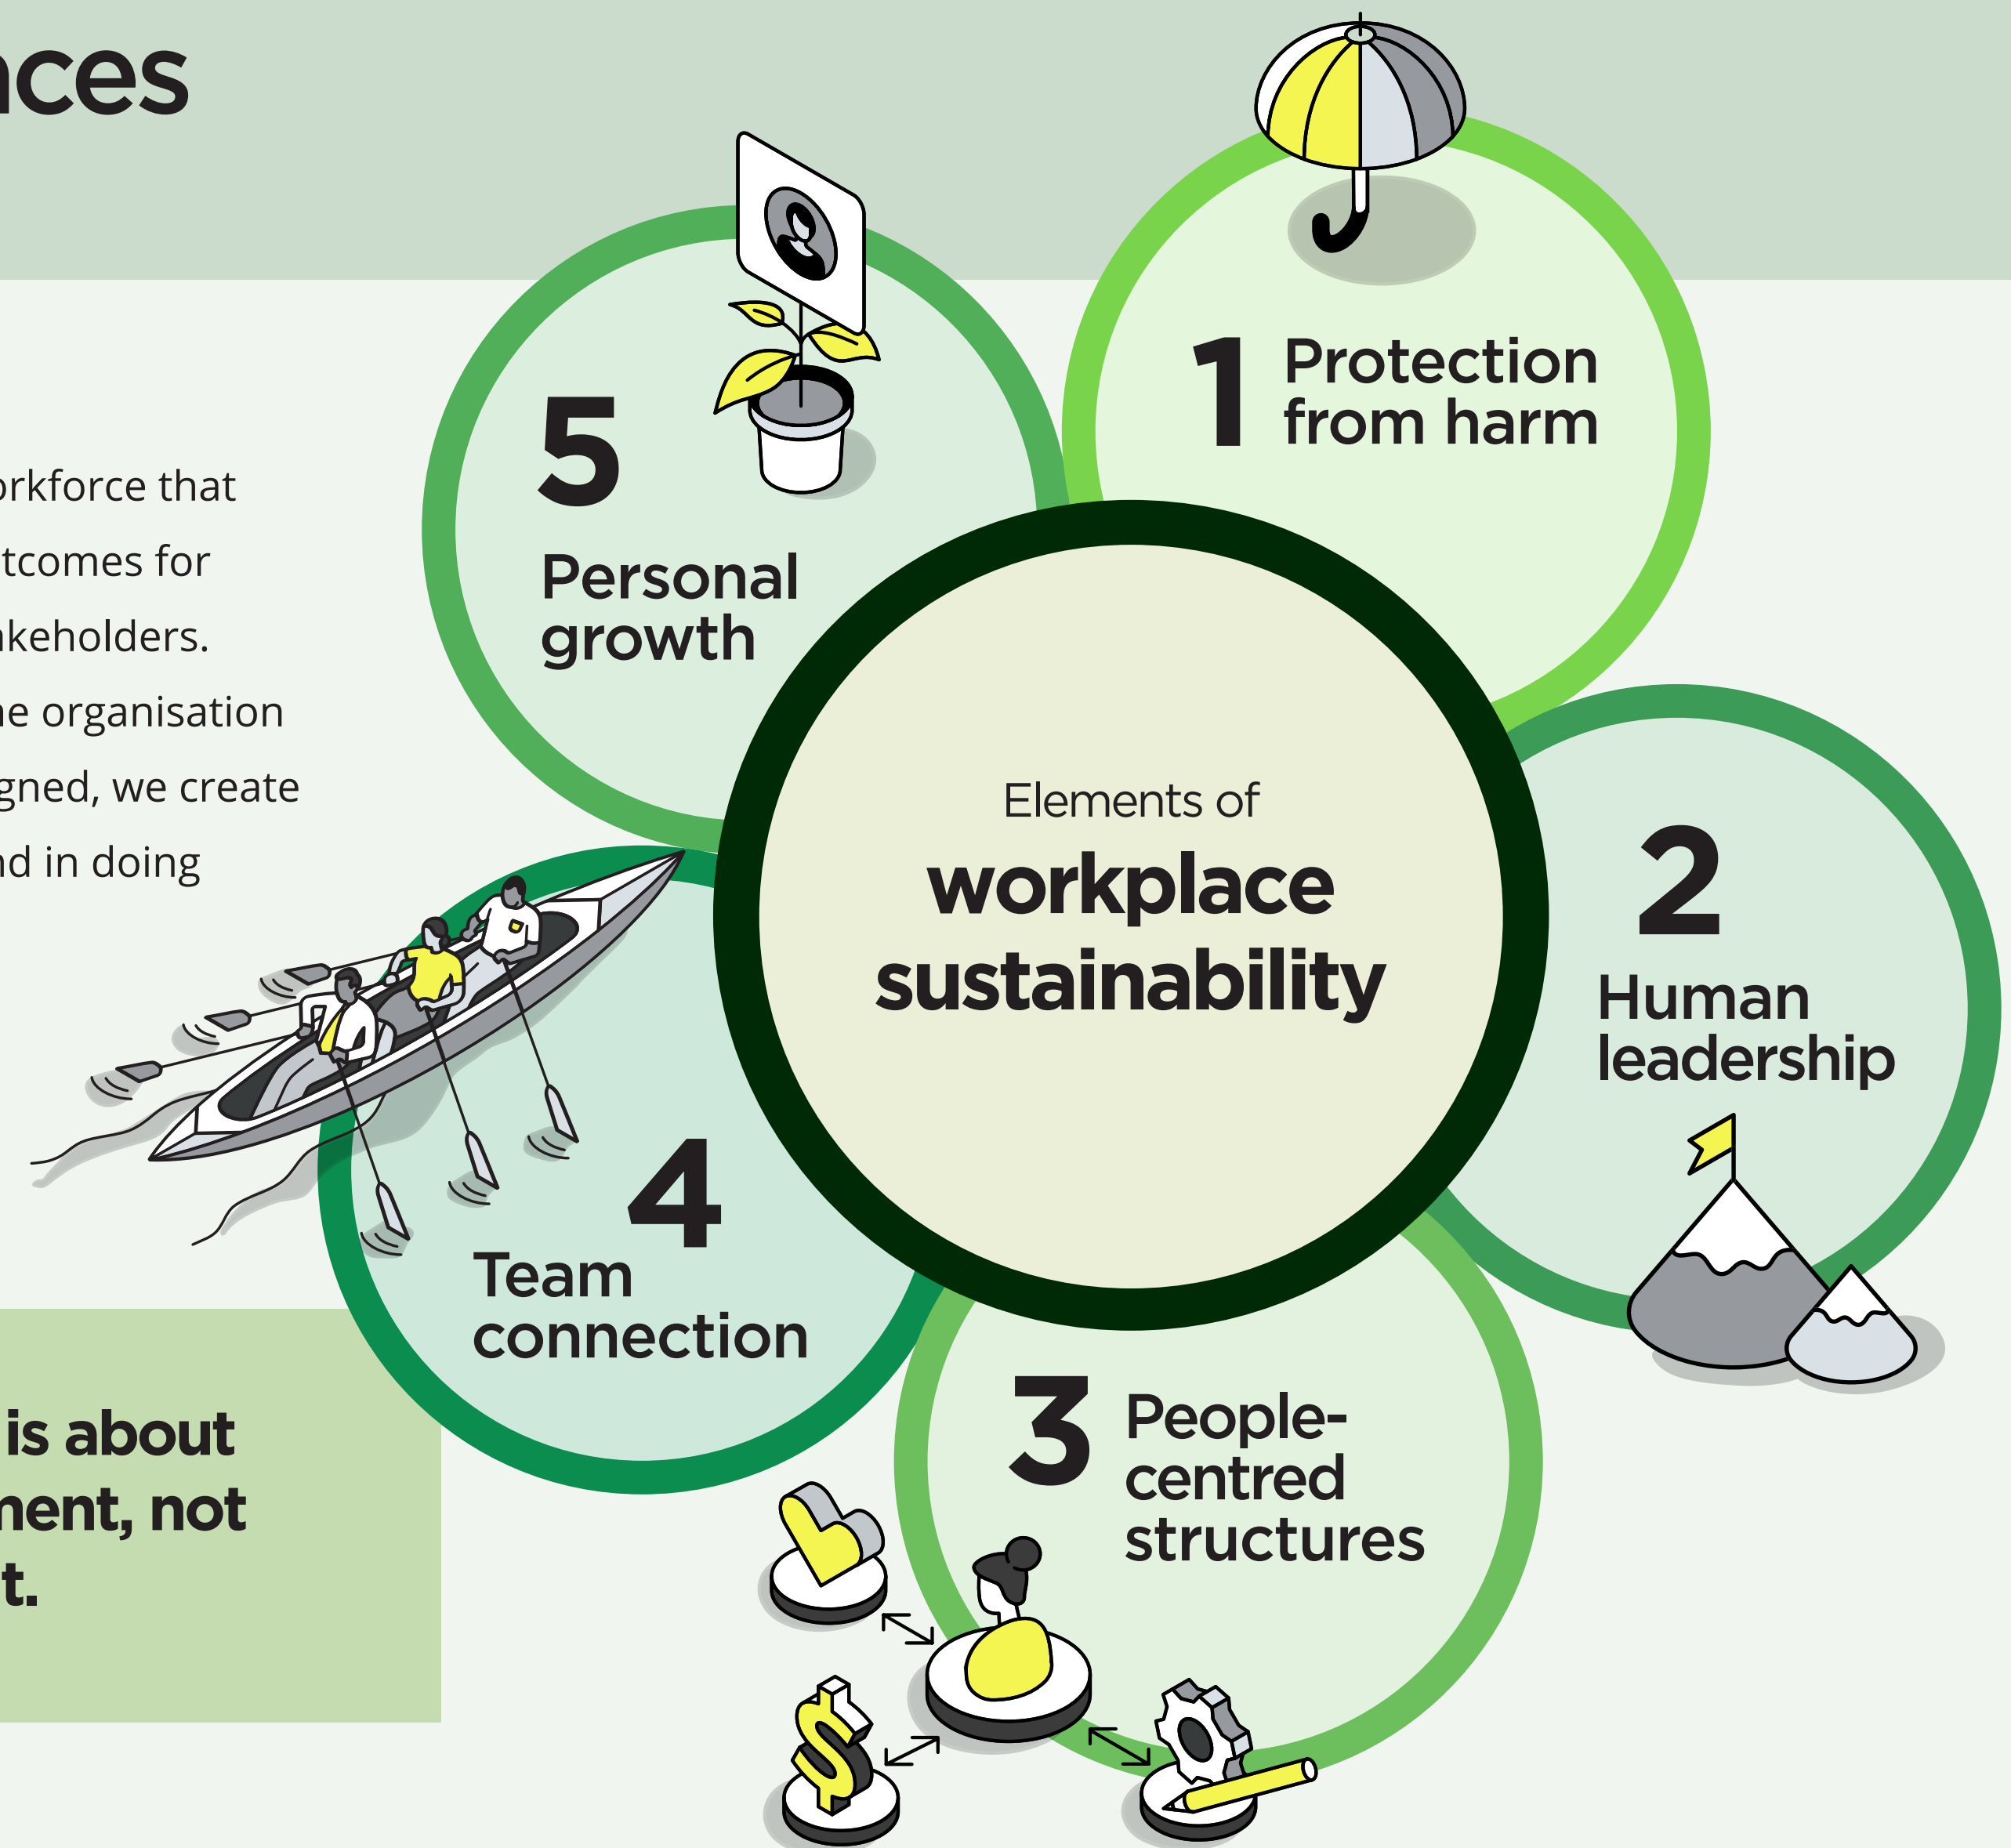 nces
orkforce that
tcomes for
akeholders.
ne organisation
gned, we create
nd in doing
is about
ment, not
t.
Elements of
workplace
sustainability
1 Protection
from harm
2
Human
leadership
3 People-
centred
structures
4
Team
connection
5
Personal
growth